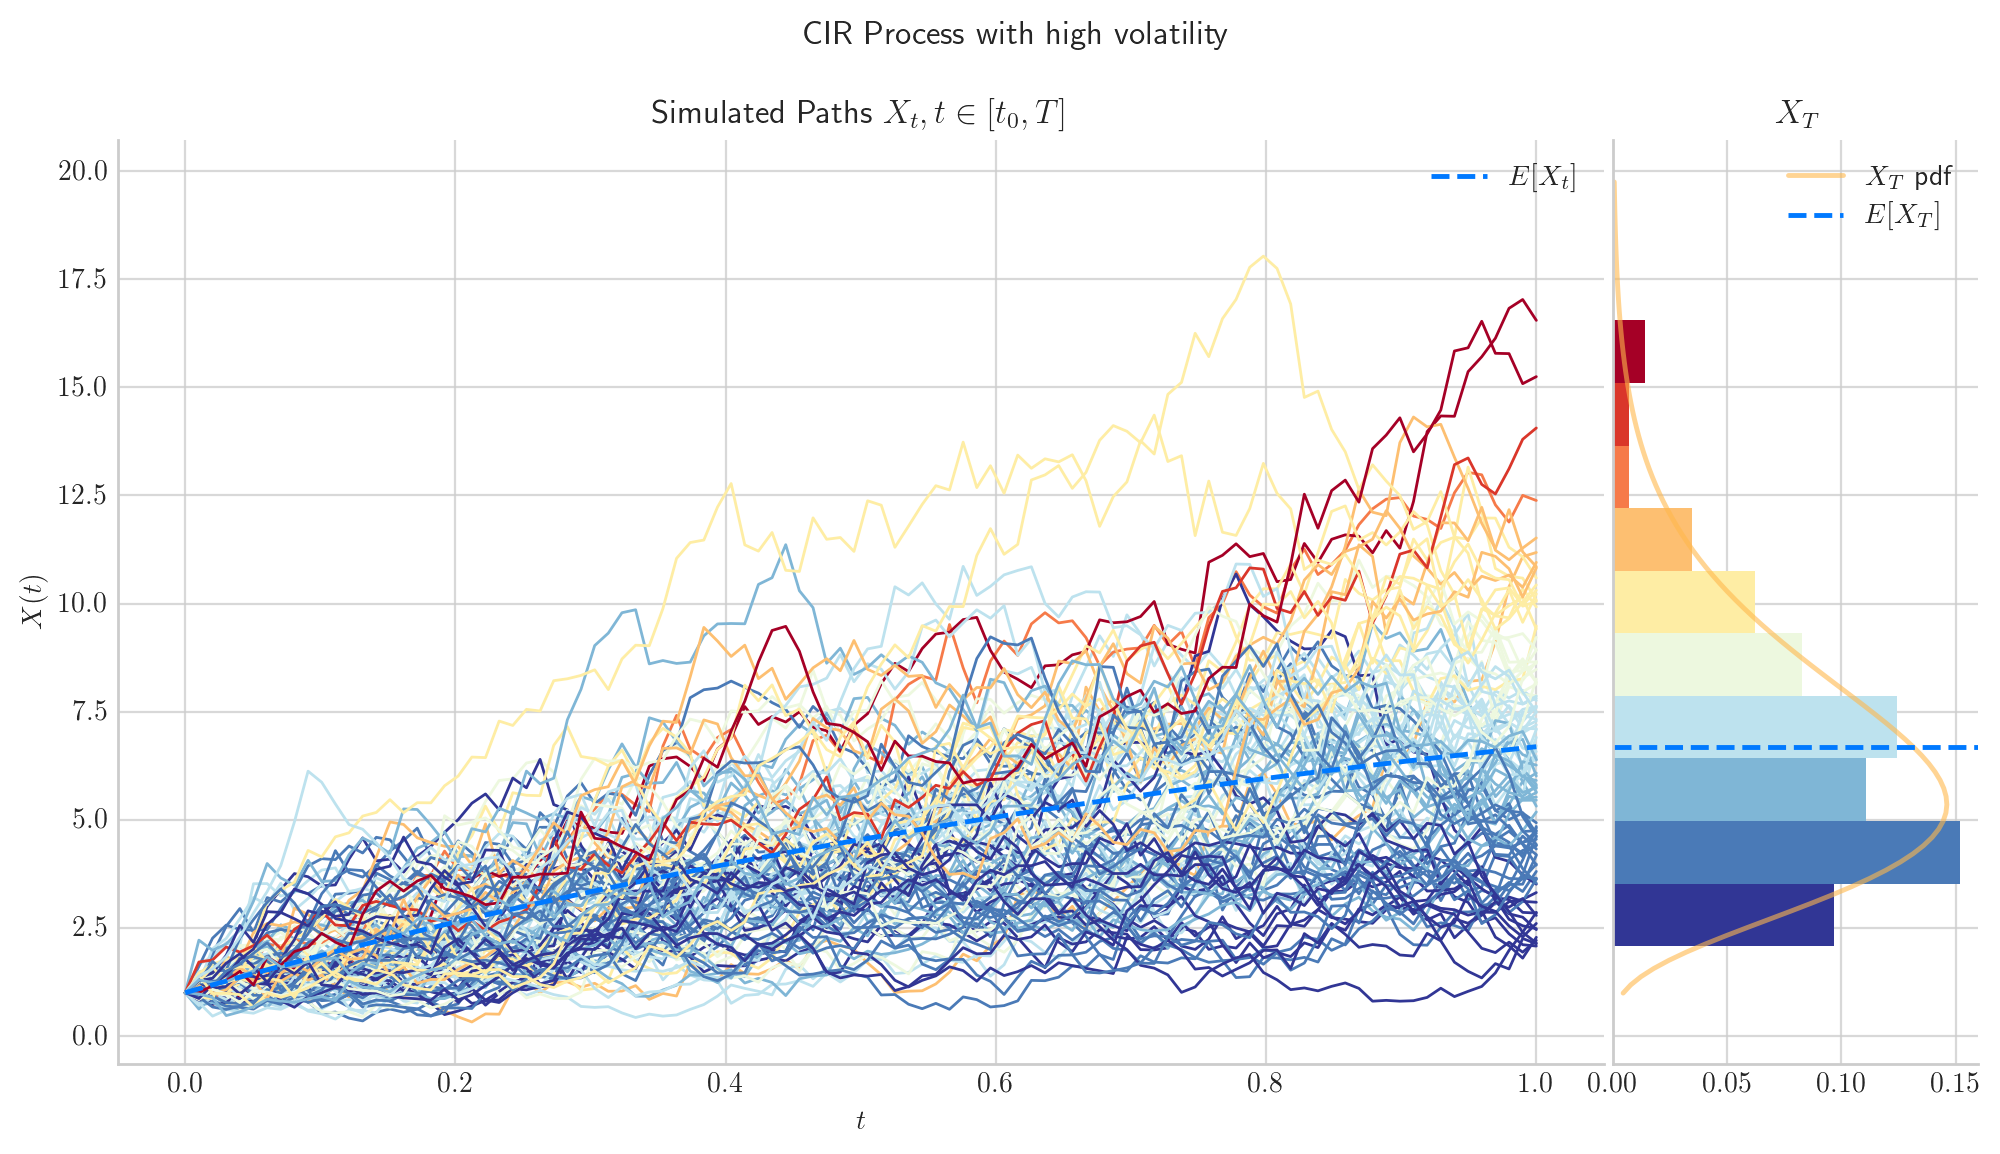 CIR Process with high volatility
Simulated Paths $X_t, t \in [t_0, T]$
$X_T$
20.0
17.5
15.0
12.5
10.0
7.5
5.0
2.5
0.0
$X(t)$
$E[X_t]$
$X_T$ pdf
$E[X_T]$
0.0 0.2 0.4 0.6 0.8 1.0
0.00 0.05 0.10 0.15
$t$